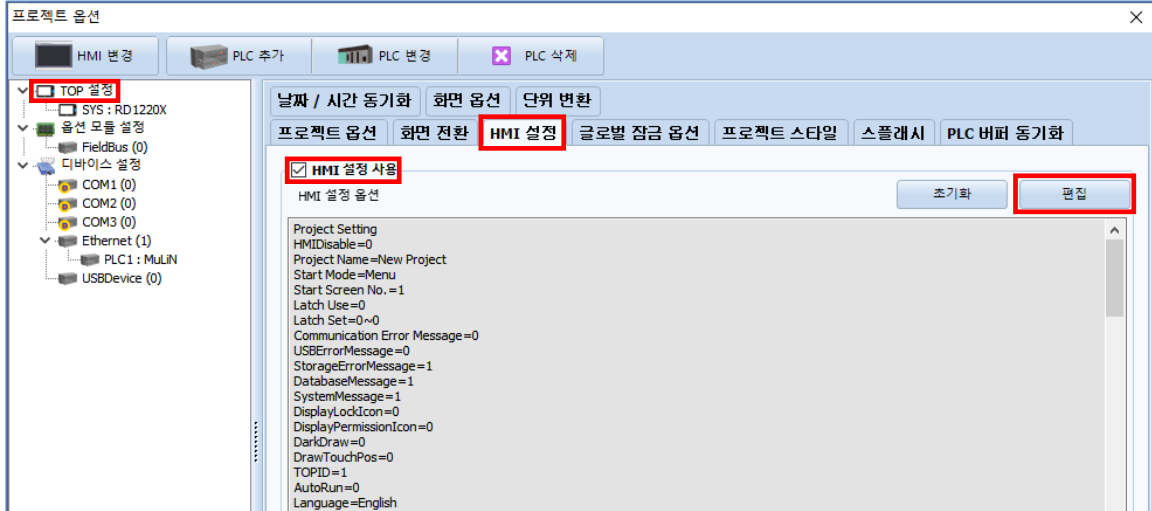 프로젝트 옵션
HMI 변경
PLC 추가
PLC 변경
PLC 삭제
TOP 설정
SYS : RD1220X
옵션 모듈 설정
FieldBus (0)
디바이스 설정
COM1 (0)
COM2 (0)
COM3 (0)
Ethernet (1)
PLC1 : MuLiN
USBDevice (0)
날짜 / 시간 동기화
화면 옵션
단위 변환
프로젝트 옵션
화면 전환
HMI 설정
글로벌 잠금 옵션
프로젝트 스타일
스플래시
PLC 버퍼 동기화
HMI 설정 사용
HMI 설정 옵션
초기화
편집
Project Setting
HMIDisable=0
Project Name=New Project
Start Mode=Menu
Start Screen No.=1
Latch Use=0
Latch Set=0~0
Communication Error Message=0
USBErrorMessage=0
StorageErrorMessage=1
DatabaseMessage=1
SystemMessage=1
DisplayLockIcon=0
DisplayPermissionIcon=0
DarkDraw=0
DrawTouchPos=0
TOPID=1
AutoRun=0
Language=English